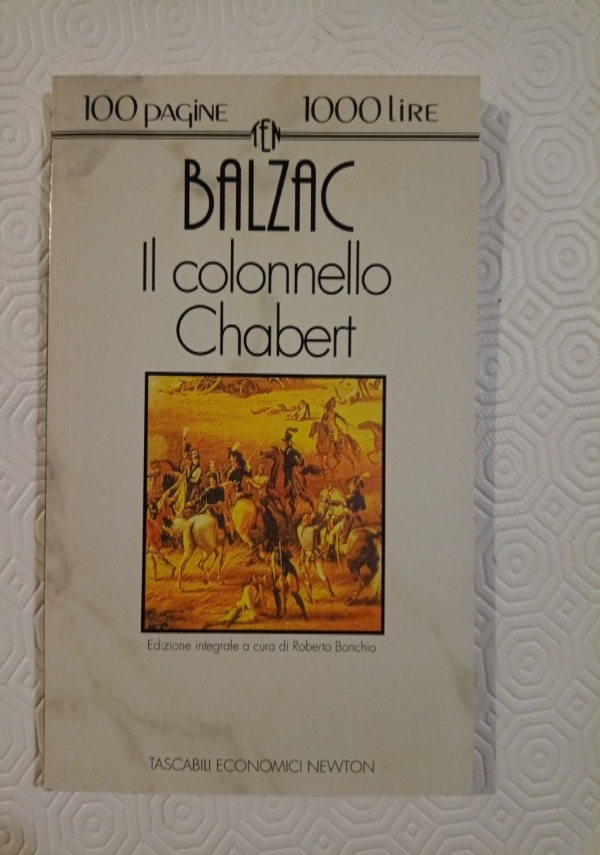 100 PAGINE 1000 LIRE
TEN
BALZAC
Il colonnello
Chabert
Edizione integrale a cura di Roberto Bonchio
TASCABILI ECONOMICI NEWTON